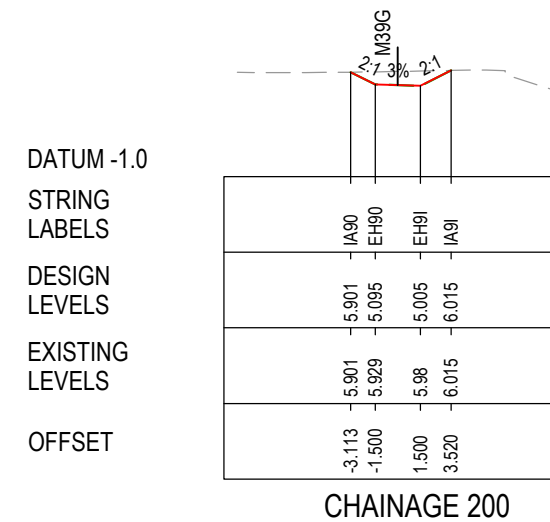 M39G
2:1 3% 2:1
DATUM -1.0
STRING
LABELS
IA90 EH90 EH9I IA9I
DESIGN
LEVELS
5.901 5.095 5.005 6.015
EXISTING
LEVELS
5.901 5.929 5.98 6.015
OFFSET
-3.113 -1.500 1.500 3.520
CHAINAGE 200